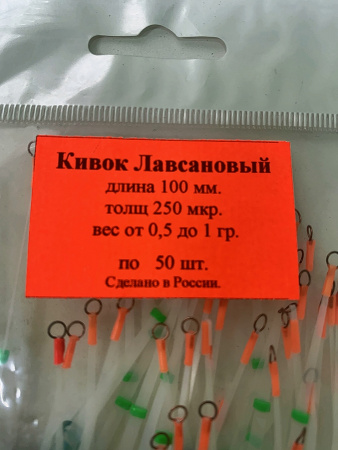 Кивок Лавсановый
длина 100 мм.
толщ 250 мкр.
вес от 0,5 до 1 гр.
по 50 шт.
Сделано в России.